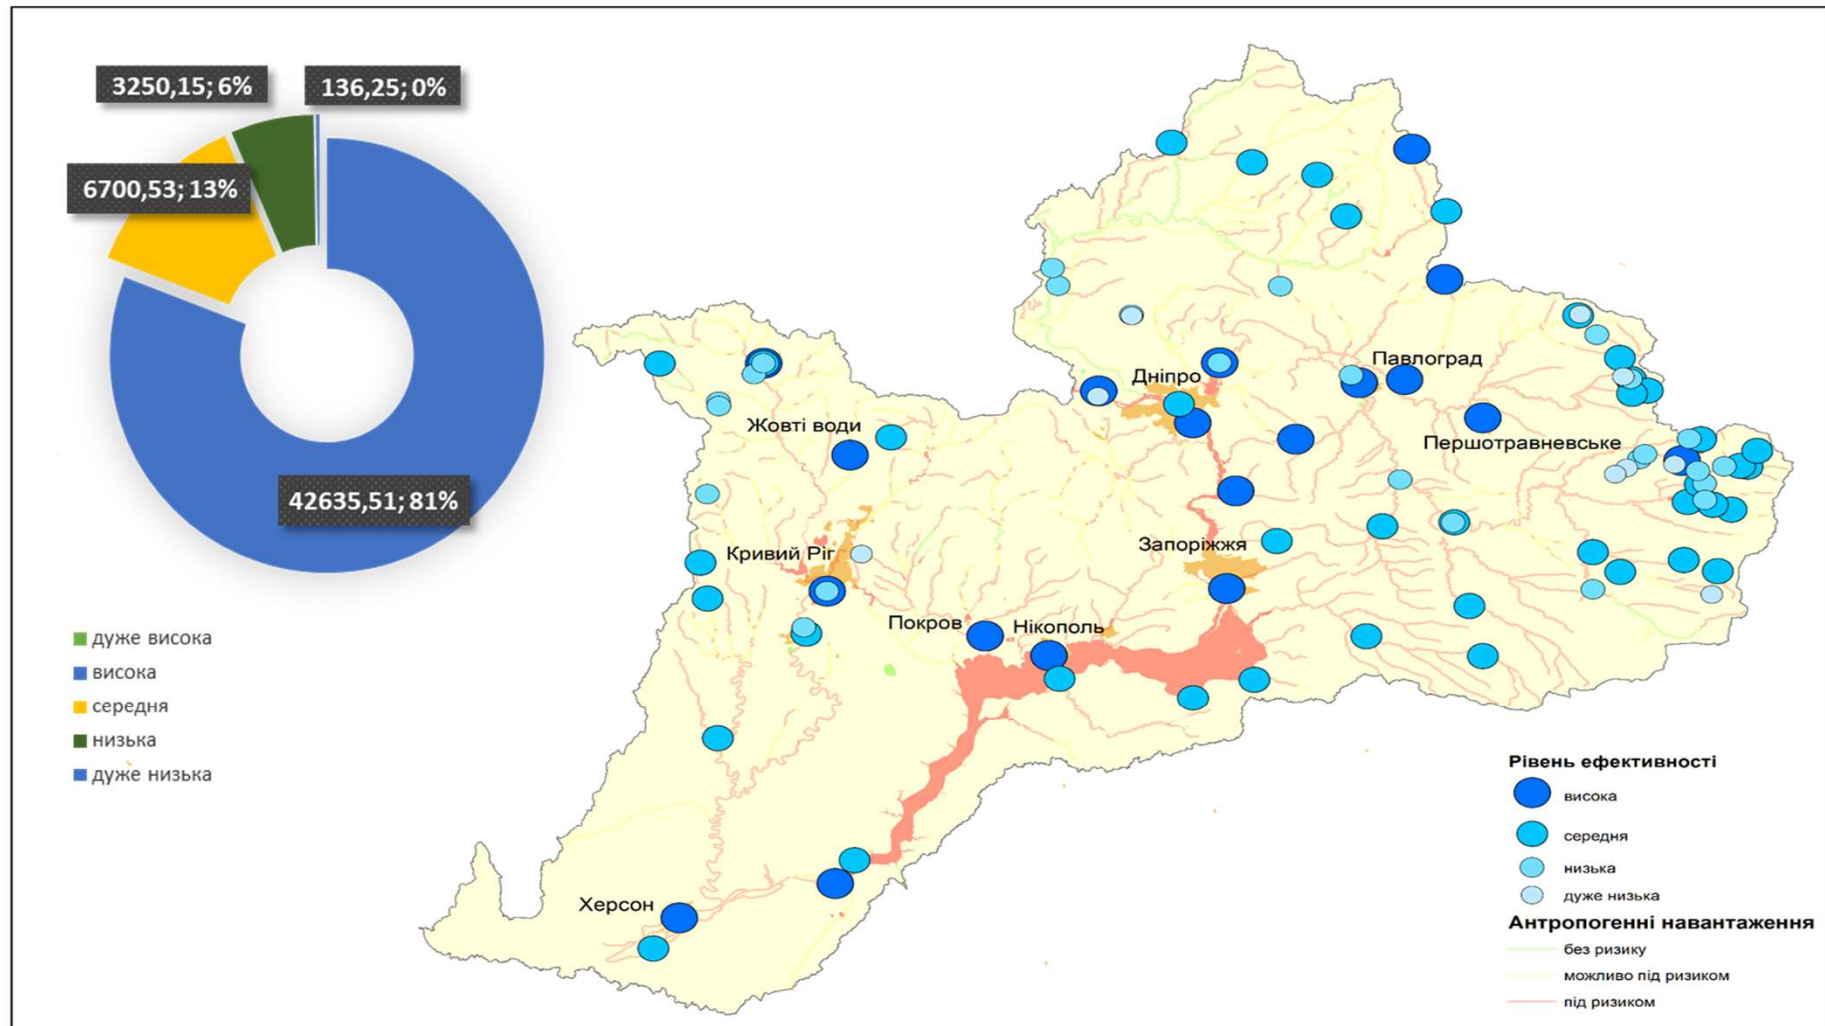 3250,15; 6%
136,25; 0%
6700,53; 13%
42635,51; 81%
дуже висока
висока
середня
низька
дуже низька
Павлоград
Дніпро
Жовті води
Першотравневське
Кривий Ріг
Запоріжжя
Покров
Нікополь
Херсон
Рівень ефективності
висока
середня
низька
дуже низька
Антропогенні навантаження
без ризику
можливо під ризиком
під ризиком